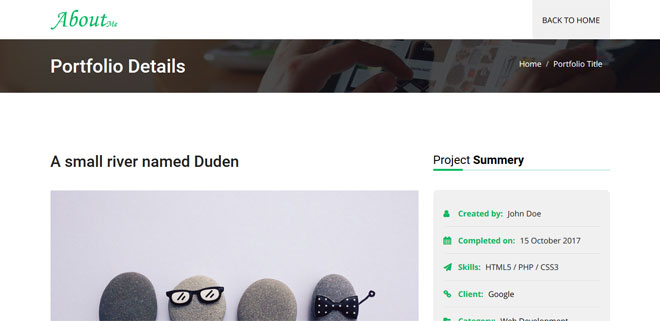 AboutMe
BACK TO HOME
Portfolio Details
Home / Portfolio Title
A small river named Duden
Project Summery
Created by: John Doe
Completed on: 15 October 2017
Skills: HTML5 / PHP / CSS3
Client: Google
Category: Web Development